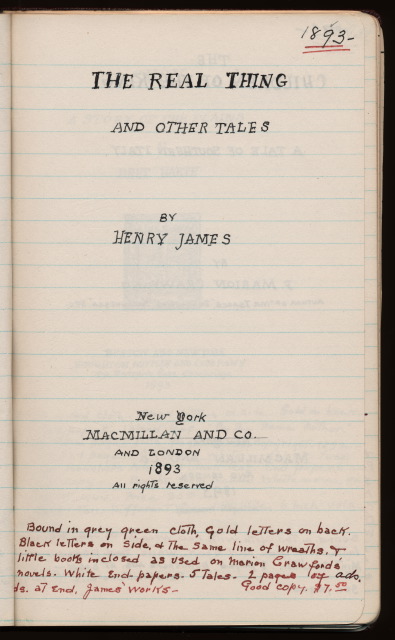 1893-
THE REAL THING
AND OTHER TALES
BY
HENRY JAMES
New York
MACMILLAN AND CO.
AND LONDON
1893
All rights reserved
Bound in grey green cloth, Gold letters on back.
Black letters on side, & the same line of wreaths, &
little books inclosed as used on Marion Crawfords
novels. White End-papers. 5 Tales. 2 pages of ads.
ds. at End, James' works-
Good copy. $7.50